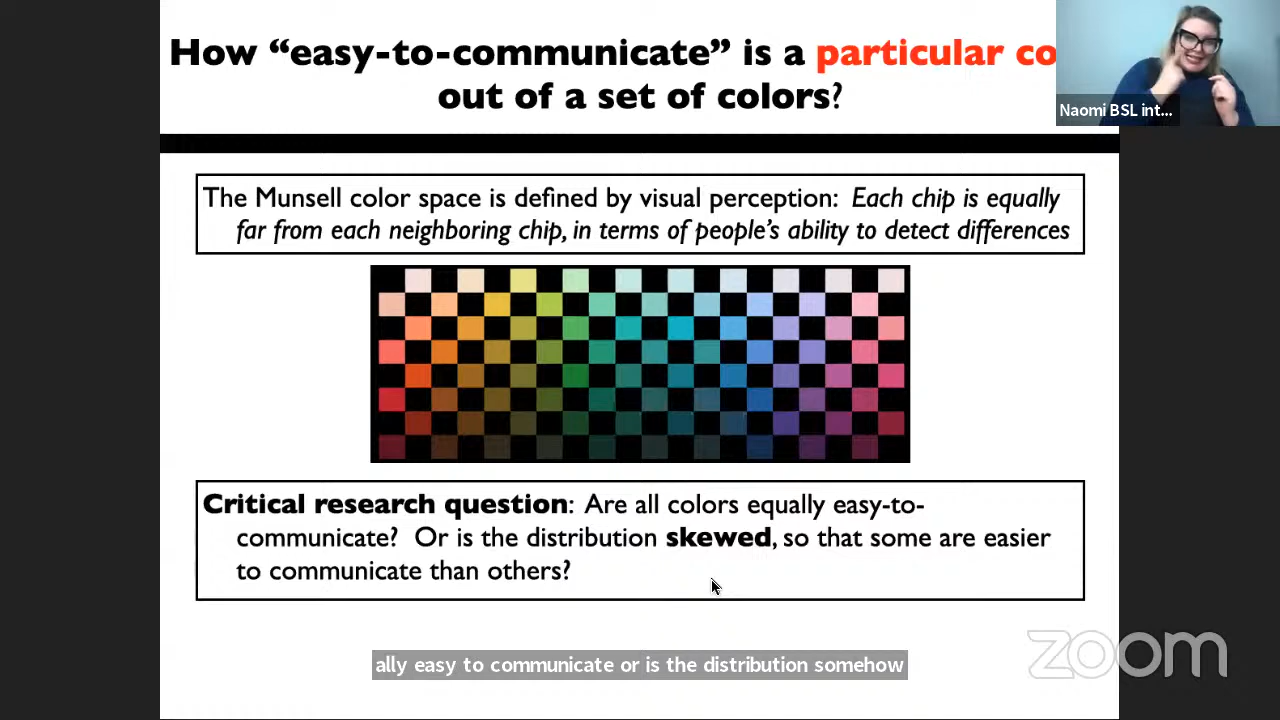 How “easy-to-communicate” is a particular co
out of a set of colors?
Naomi BSL int...
The Munsell color space is defined by visual perception: Each chip is equally
far from each neighboring chip, in terms of people’s ability to detect differences
Critical research question: Are all colors equally easy-to-
communicate? Or is the distribution skewed, so that some are easier
to communicate than others?
ally easy to communicate or is the distribution somehow
zoom